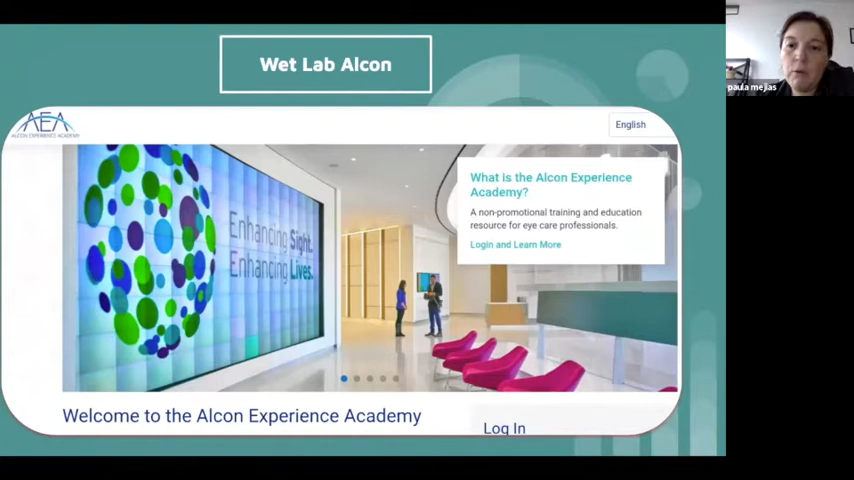 Wet Lab Alcon
paula mejias
AEA
ALCON EXPERIENCE ACADEMY
English
Enhancing Sight.
Enhancing Lives.
What is the Alcon Experience
Academy?
A non-promotional training and education
resource for eye care professionals.
Login and Learn More
Welcome to the Alcon Experience Academy
Log In